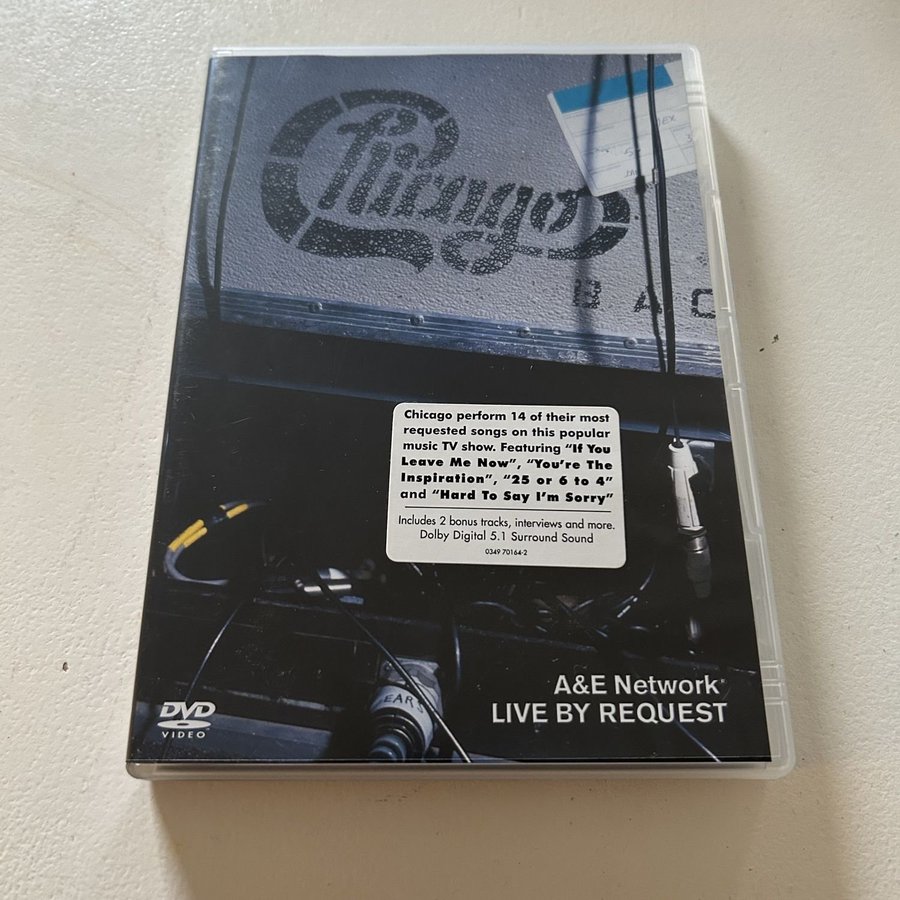 Chicago
Chicago perform 14 of their most
requested songs on this popular
music TV show. Featuring “If You
Leave Me Now”, “You’re The
Inspiration”, “25 or 6 to 4”
and “Hard To Say I’m Sorry”
Includes 2 bonus tracks, interviews and more.
Dolby Digital 5.1 Surround Sound
0349 70164-2
A&E Network®
LIVE BY REQUEST
DVD
VIDEO
EAR